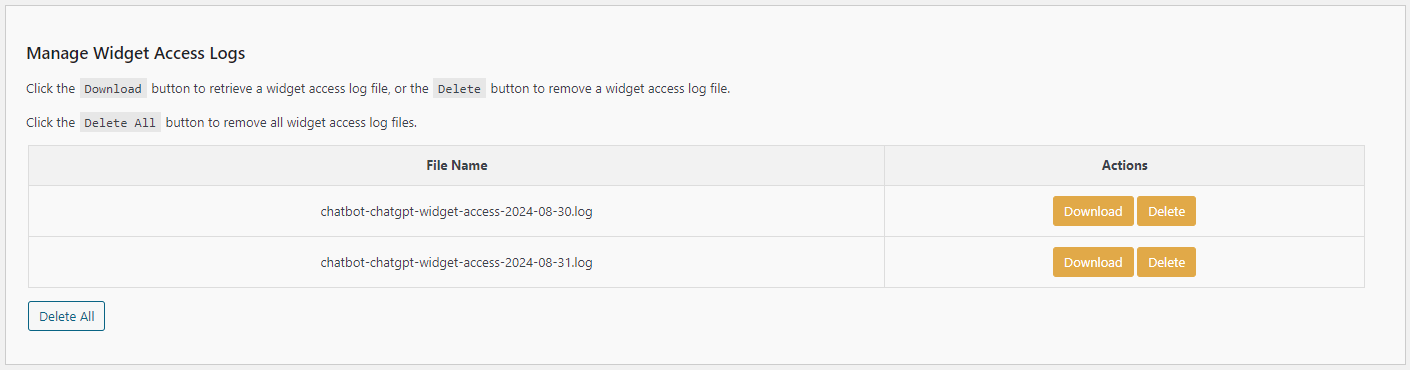 Manage Widget Access Logs
Click the Download button to retrieve a widget access log file, or the Delete button to remove a widget access log file.
Click the Delete All button to remove all widget access log files.
File Name Actions
chatbot-chatgpt-widget-access-2024-08-30.log Download Delete
chatbot-chatgpt-widget-access-2024-08-31.log Download Delete
Delete All